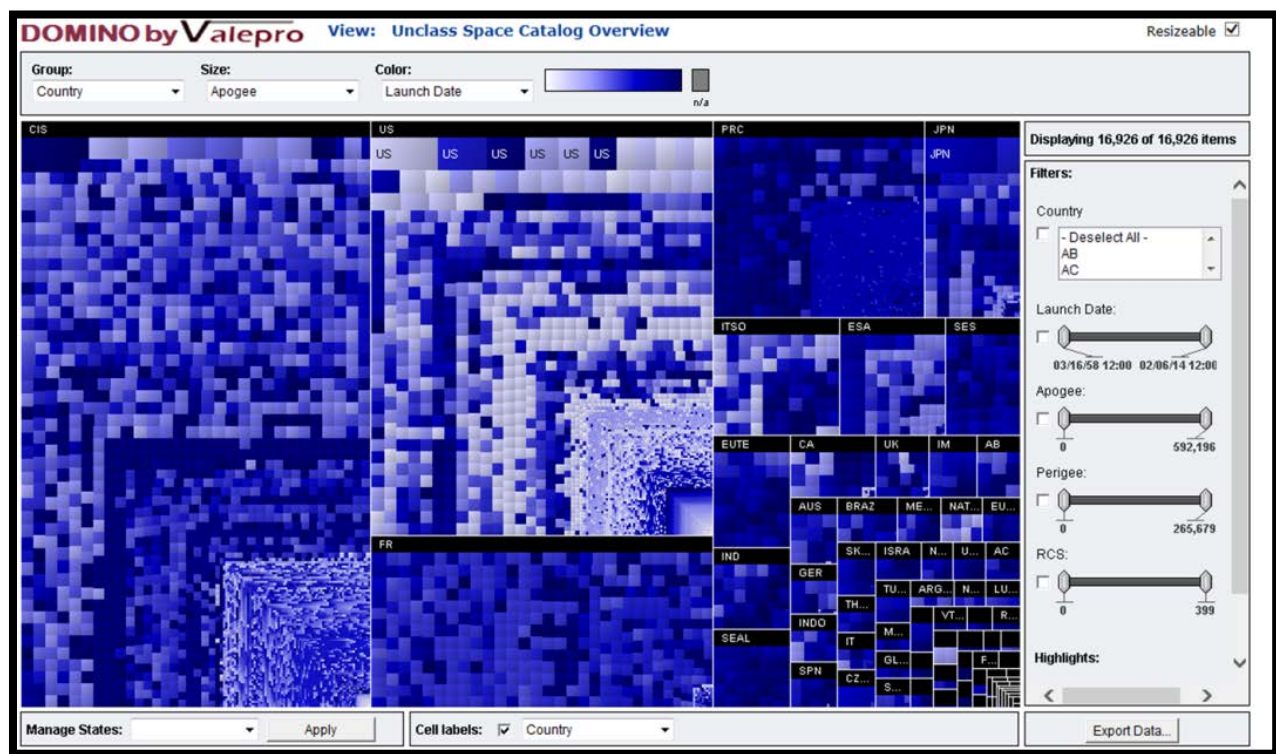 DOMINO by Valepro View: Unclass Space Catalog Overview Resizeable
Group: Size: Color:
Country Apogee Launch Date
n/a
CIS US PRC JPN
US US US US US US JPN
Displaying 16,926 of 16,926 items
Filters:
Country
- Deselect All -
AB
AC
Launch Date:
03/16/58 12:00 02/06/14 12:00
Apogee:
0 592,196
Perigee:
0 265,679
RCS:
0 399
Highlights:
ITSO ESA SES
EUTE CA UK IM AB
AUS BRAZ ME... NAT... EU...
FR
IND SK... ISRA N... U... AC
GER
TU... ARG... N... LU...
TH...
INDO VT... R...
SEAL IT M...
SPN CZ... GL... F...
S...
Manage States: Apply Cell labels: Country Export Data...